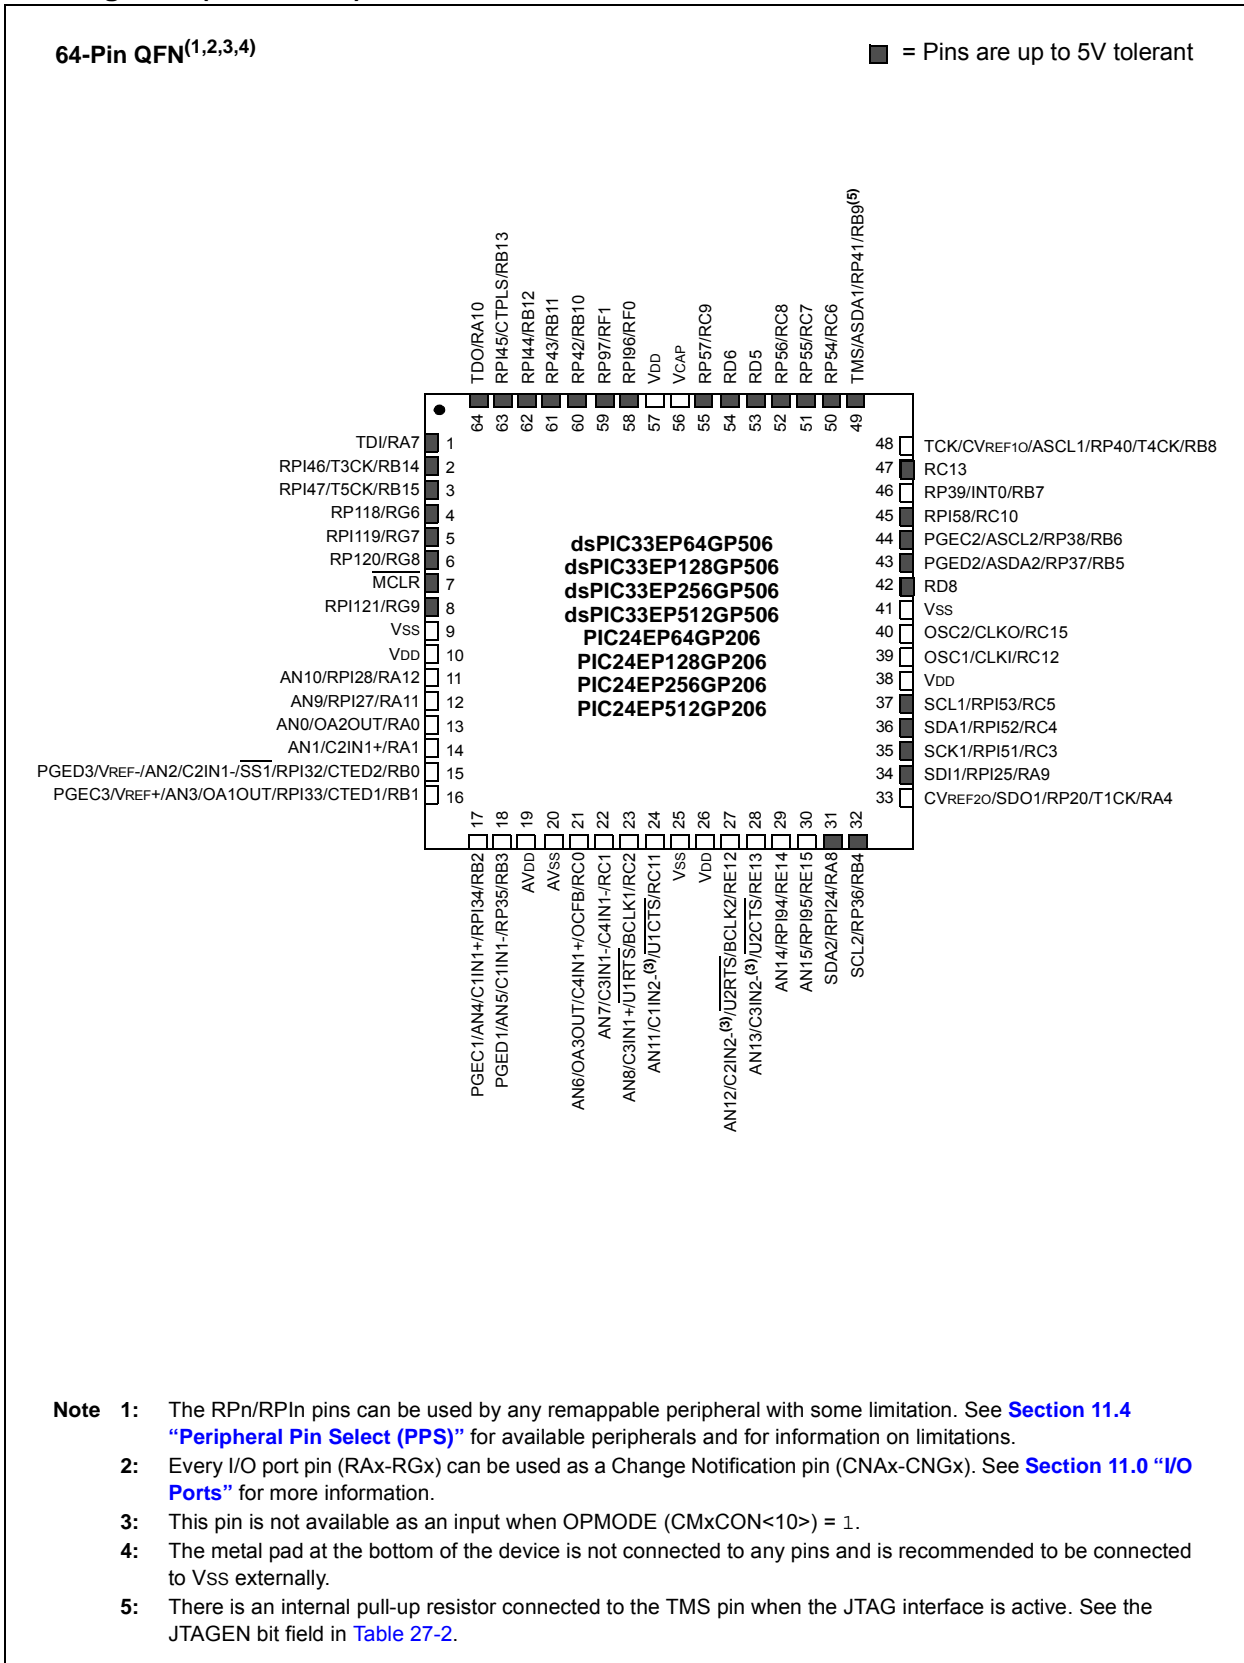 64-Pin QFN(1,2,3,4)
= Pins are up to 5V tolerant
TDO/RA10
RPI45/CTPLS/RB13
RPI44/RB12
RP43/RB11
RP42/RB10
RP97/RF1
RPI96/RF0
VDD
VCAP
RP57/RC9
RD6
RD5
RP56/RC8
RP55/RC7
RP54/RC6
TMS/ASDA1/RP41/RB9(5)
64 63 62 61 60 59 58 57 56 55 54 53 52 51 50 49
TDI/RA7 1
RPI46/T3CK/RB14 2
RPI47/T5CK/RB15 3
RP118/RG6 4
RPI119/RG7 5
RP120/RG8 6
MCLR 7
RPI121/RG9 8
VSS 9
VDD 10
AN10/RPI28/RA12 11
AN9/RPI27/RA11 12
AN0/OA2OUT/RA0 13
AN1/C2IN1+/RA1 14
PGED3/VREF-/AN2/C2IN1-/SS1/RPI32/CTED2/RB0 15
PGEC3/VREF+/AN3/OA1OUT/RPI33/CTED1/RB1 16
dsPIC33EP64GP506
dsPIC33EP128GP506
dsPIC33EP256GP506
dsPIC33EP512GP506
PIC24EP64GP206
PIC24EP128GP206
PIC24EP256GP206
PIC24EP512GP206
48 TCK/CVREF1O/ASCL1/RP40/T4CK/RB8
47 RC13
46 RP39/INT0/RB7
45 RPI58/RC10
44 PGEC2/ASCL2/RP38/RB6
43 PGED2/ASDA2/RP37/RB5
42 RD8
41 VSS
40 OSC2/CLKO/RC15
39 OSC1/CLKI/RC12
38 VDD
37 SCL1/RPI53/RC5
36 SDA1/RPI52/RC4
35 SCK1/RPI51/RC3
34 SDI1/RPI25/RA9
33 CVREF2O/SDO1/RP20/T1CK/RA4
17 18 19 20 21 22 23 24 25 26 27 28 29 30 31 32
PGEC1/AN4/C1IN1+/RPI34/RB2
PGED1/AN5/C1IN1-/RP35/RB3
AVDD
AVSS
AN6/OA3OUT/C4IN1+/OCFB/RC0
AN7/C3IN1-/C4IN1-/RC1
AN8/C3IN1+/U1RTS/BCLK1/RC2
AN11/C1IN2-(3)/U1CTS/RC11
VSS
VDD
AN12/C2IN2-(3)/U2RTS/BCLK2/RE12
AN13/C3IN2-(3)/U2CTS/RE13
AN14/RPI94/RE14
AN15/RPI95/RE15
SDA2/RPI24/RA8
SCL2/RP36/RB4
Note 1: The RPn/RPIn pins can be used by any remappable peripheral with some limitation. See Section 11.4
“Peripheral Pin Select (PPS)” for available peripherals and for information on limitations.
2: Every I/O port pin (RAx-RGx) can be used as a Change Notification pin (CNAx-CNGx). See Section 11.0 “I/O
Ports” for more information.
3: This pin is not available as an input when OPMODE (CMxCON<10>) = 1.
4: The metal pad at the bottom of the device is not connected to any pins and is recommended to be connected
to VSS externally.
5: There is an internal pull-up resistor connected to the TMS pin when the JTAG interface is active. See the
JTAGEN bit field in Table 27-2.